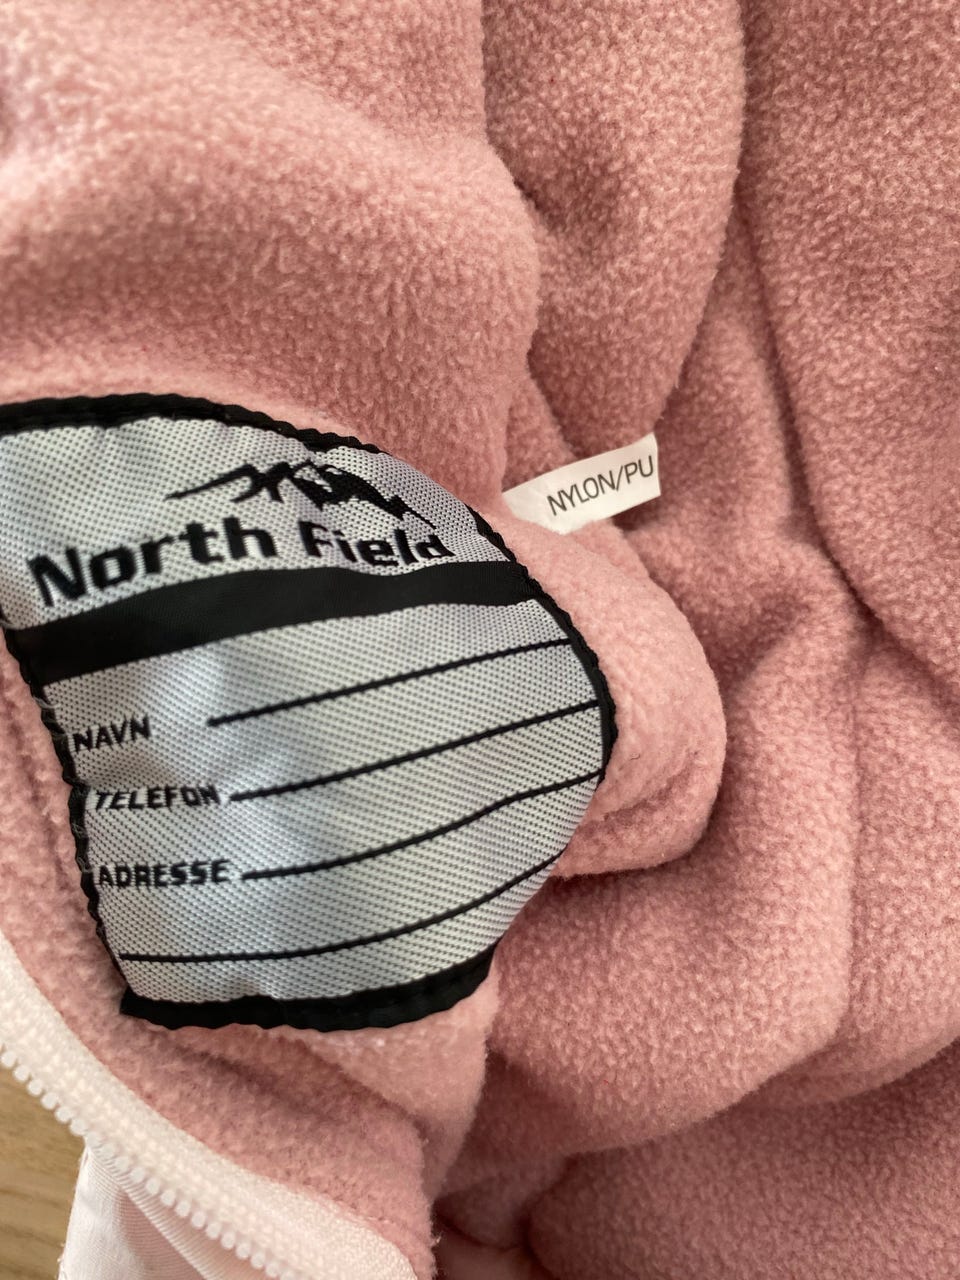 North Field
NYLON/PU
NAVN
TELEFON
ADRESSE